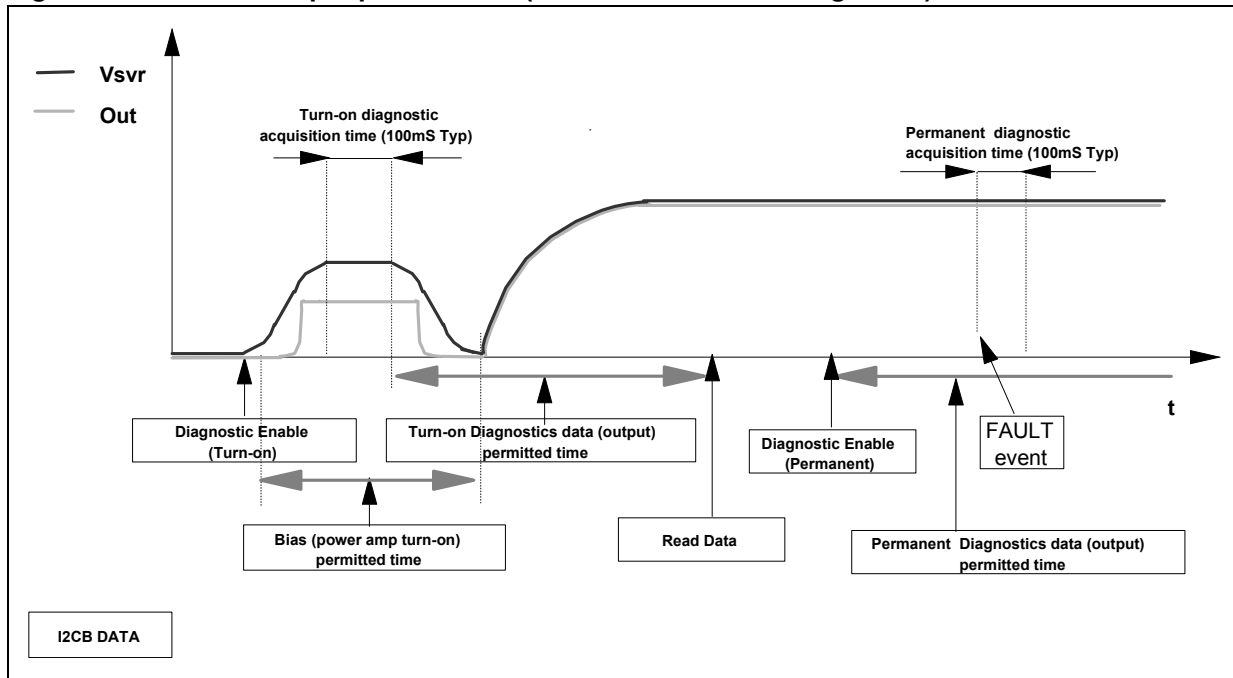 Vsvr
Out
Turn-on diagnostic
acquisition time (100mS Typ)
Permanent diagnostic
acquisition time (100mS Typ)
t
Diagnostic Enable
(Turn-on)
Turn-on Diagnostics data (output)
permitted time
Diagnostic Enable
(Permanent)
FAULT
event
Bias (power amp turn-on)
permitted time
Read Data
Permanent Diagnostics data (output)
permitted time
I2CB DATA